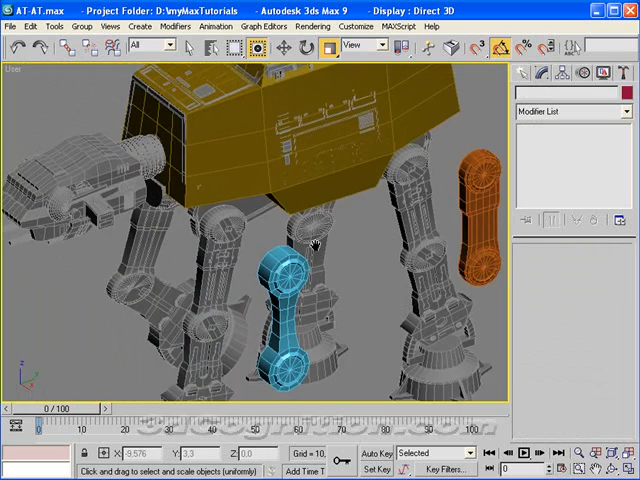 AT-AT.max - Project Folder: D:\myMaxTutorials - Autodesk 3ds Max 9 - Display : Direct 3D
File Edit Tools Group Views Create Modifiers Animation Graph Editors Rendering Customize MAXScript Help
All View
User
Modifier List
z
x
0 / 100
0 10 20 30 40 50 60 70 80 90 100
3dcognition.com
X: -9.576 Y: 3.3 Z: 0.0 Grid = 10, Auto Key Selected
Click and drag to select and scale objects (uniformly) Add Time T Set Key Key Filters... 0